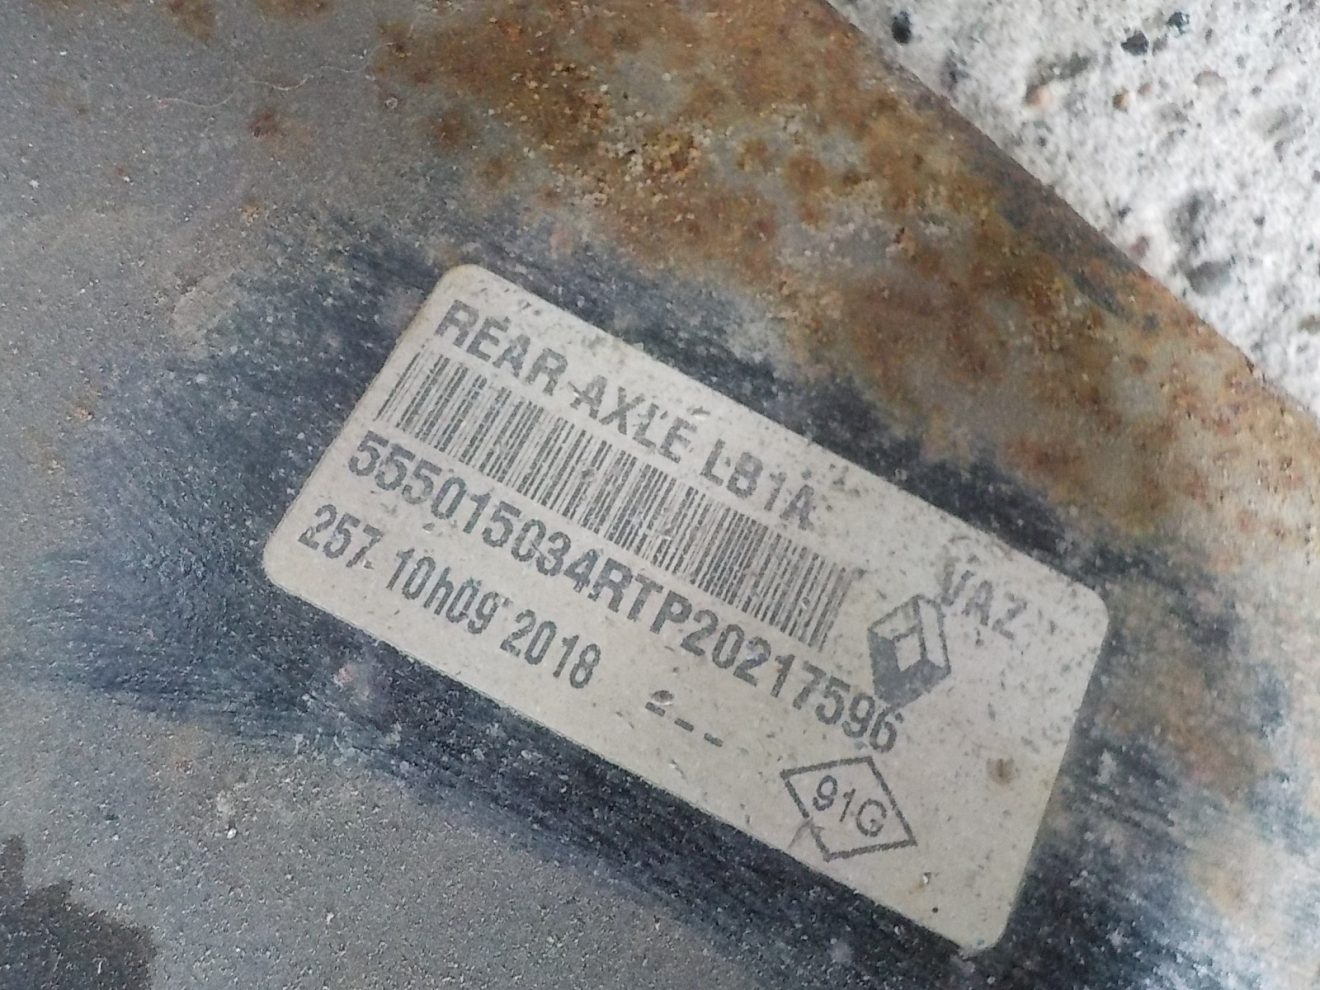 REAR AXLE LB1A
VAZ
555015034RTP20217596
257 10h09 2018
---
91G